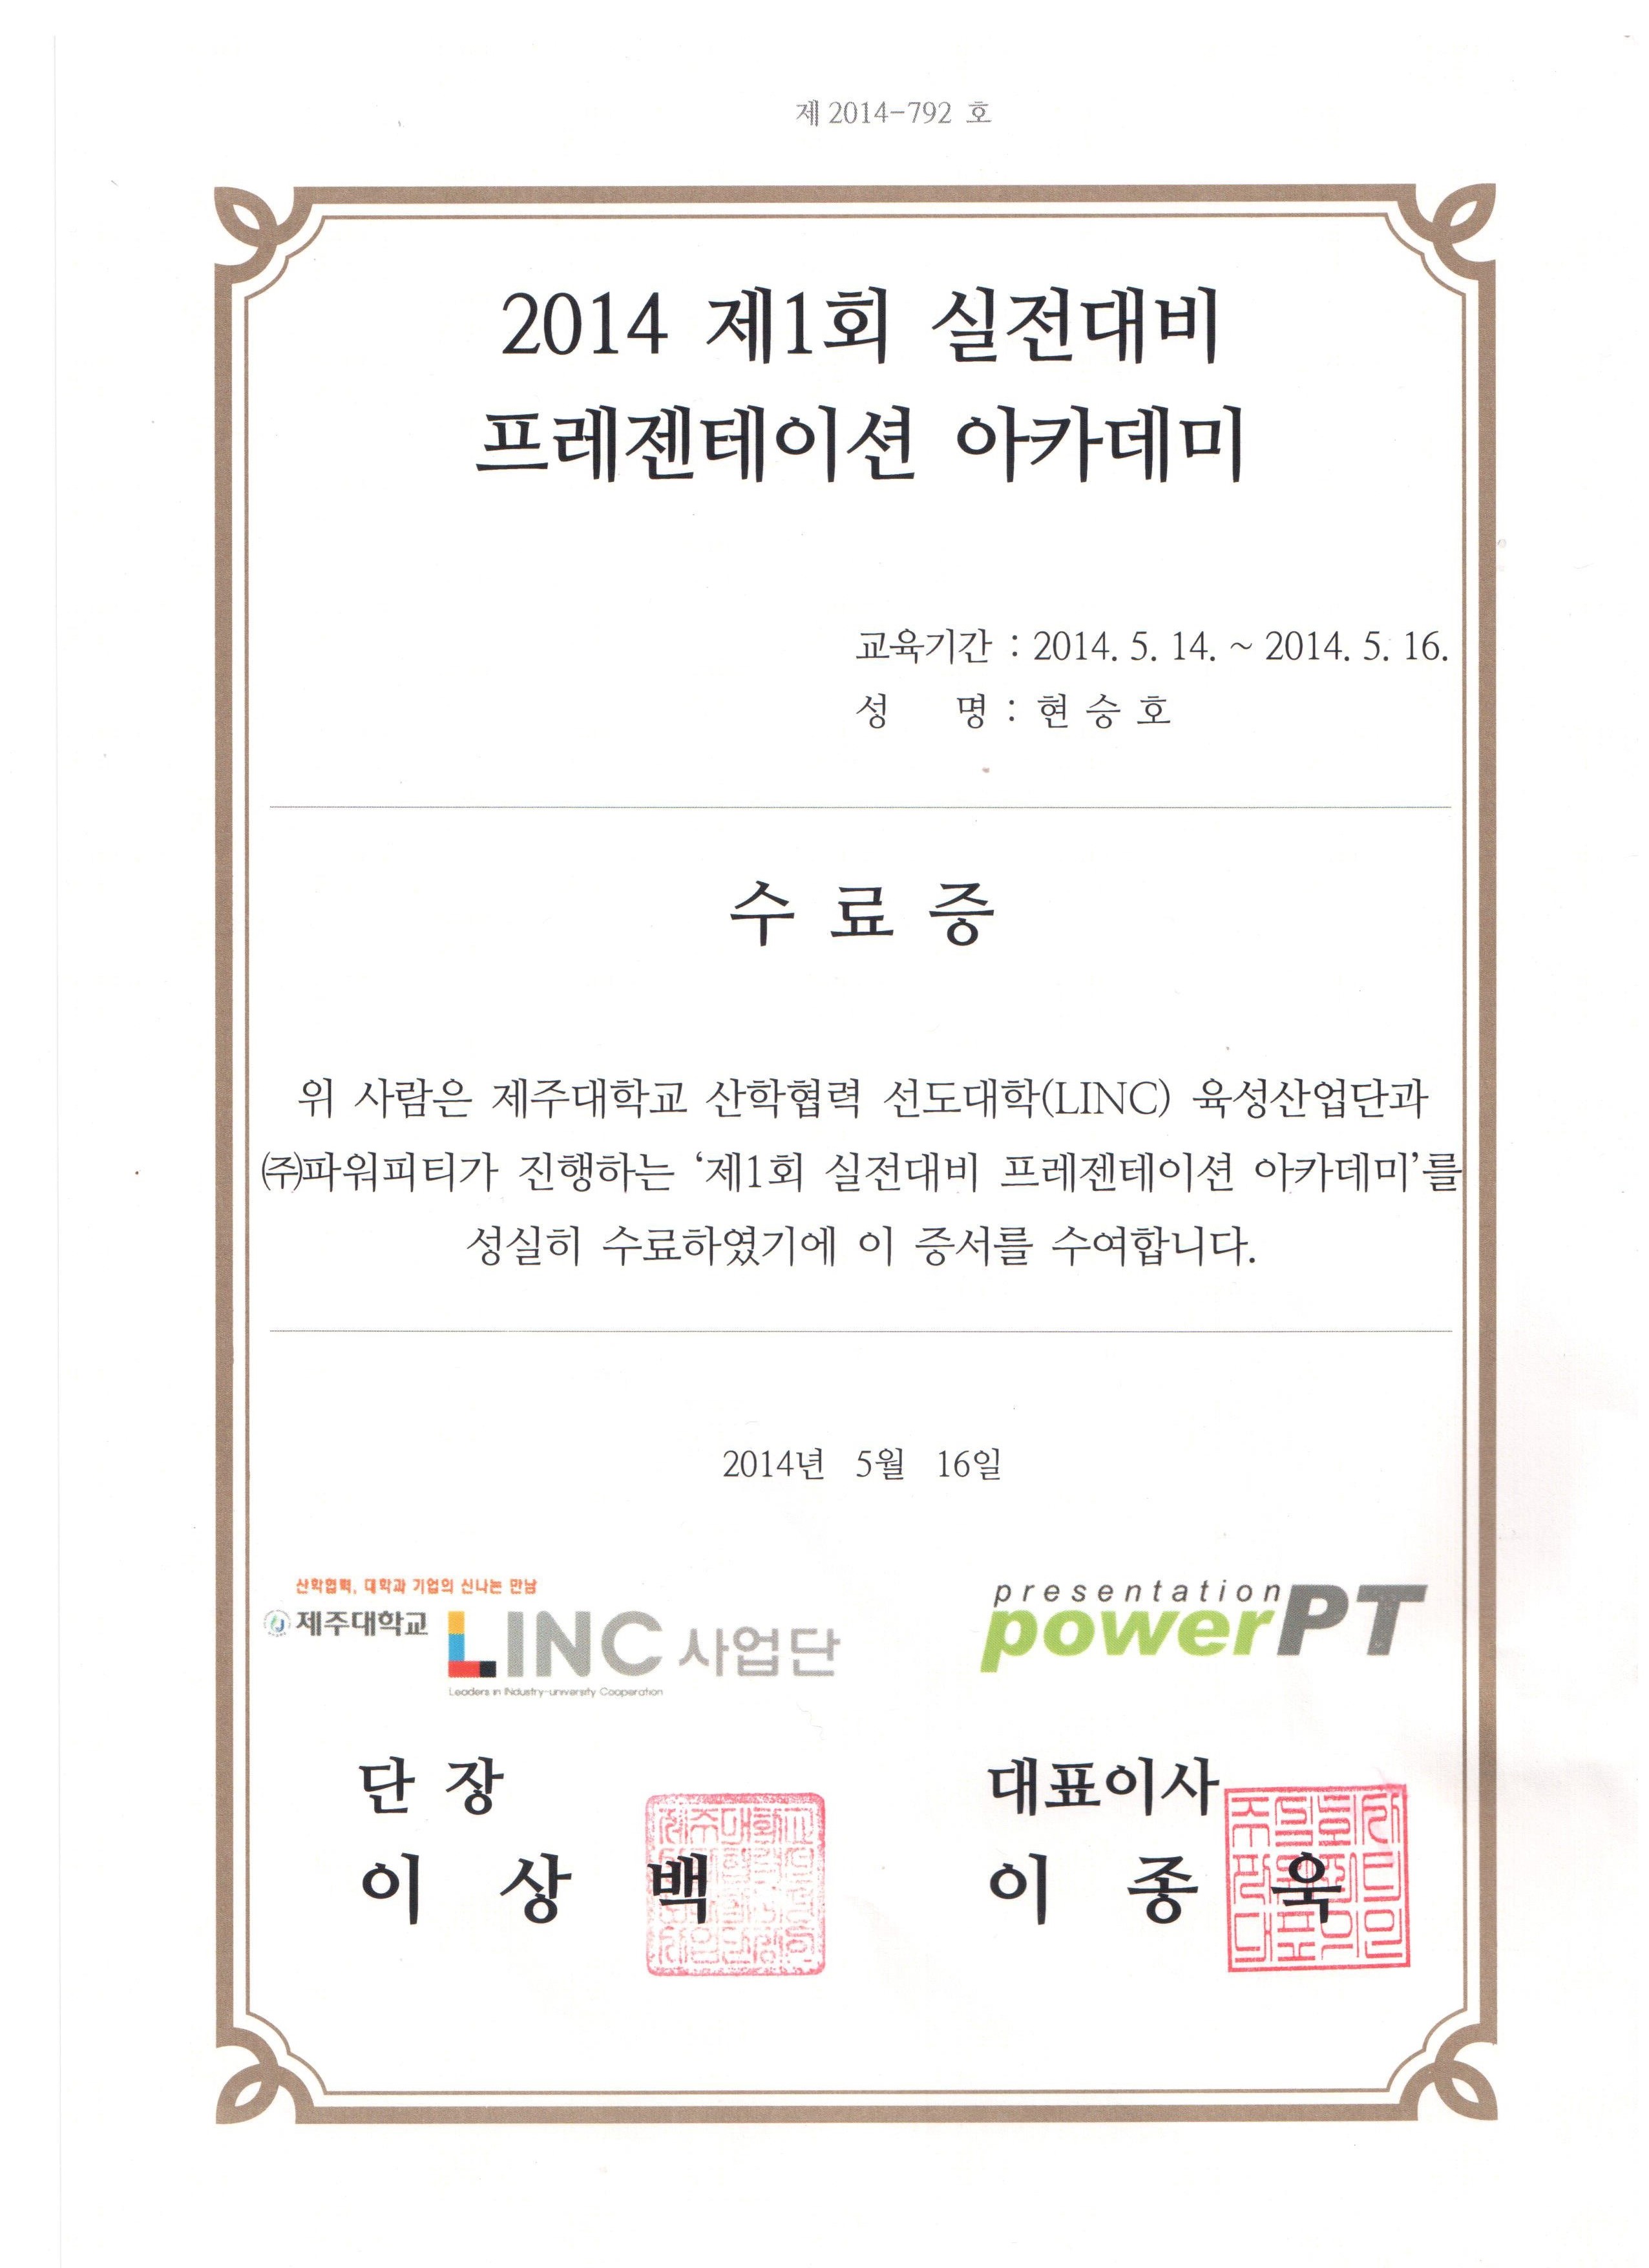 제 2014-792 호
2014 제1회 실전대비
프레젠테이션 아카데미
교육기간 : 2014. 5. 14. ~ 2014. 5. 16.
성 명 : 현 승 호
수 료 증
위 사람은 제주대학교 산학협력 선도대학(LINC) 육성산업단과
㈜파워피티가 진행하는 ‘제1회 실전대비 프레젠테이션 아카데미’를
성실히 수료하였기에 이 증서를 수여합니다.
2014년 5월 16일
산학협력, 대학과 기업의 신나는 만남
제주대학교 LINC 사업단
Leaders in INdustry-university Cooperation
presentation
powerPT
단 장
이 상 백
대표이사
이 종 욱